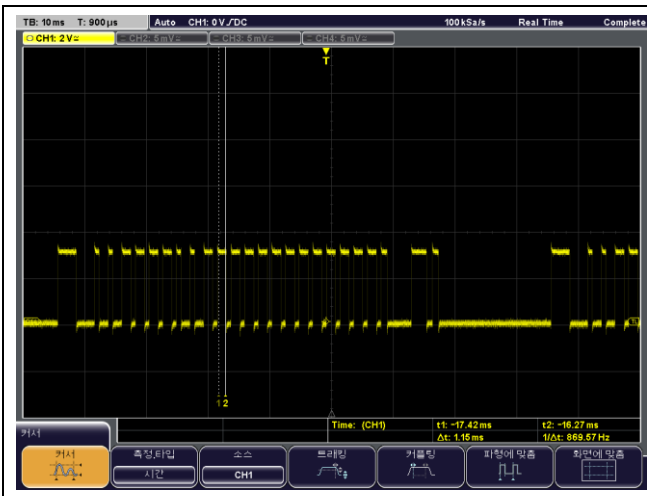 TB: 10 ms T: 900 µs Auto CH1: 0 V DC 100 kSa/s Real Time Complete
CH1: 2 V CH2: 5 mV CH3: 5 mV CH4: 5 mV
T
1 2
Time: (CH1) t1: -17.42 ms t2: -16.27 ms
Δt: 1.15 ms 1/Δt: 869.57 Hz
커서
커서 측정,타입 소스 트래킹 커플링 파형에 맞춤 화면에 맞춤
시간 CH1